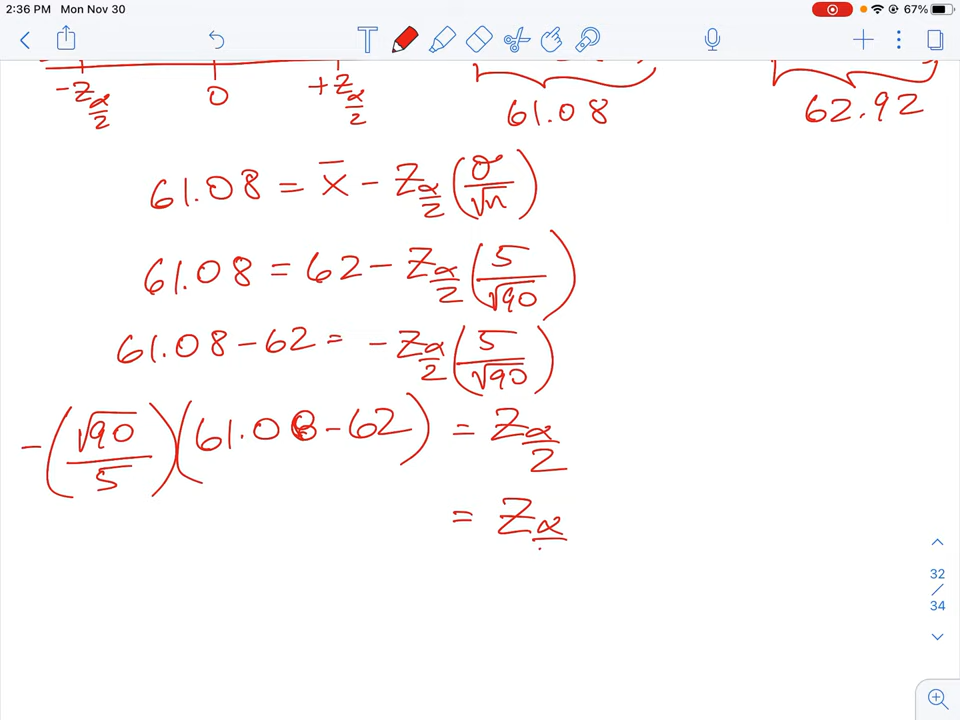 2:36 PM Mon Nov 30 67%
T
-Zα/2 0 +Zα/2 61.08 62.92
61.08 = x̄ - Zα/2 (σ/√n)
61.08 = 62 - Zα/2 (5/√90)
61.08 - 62 = - Zα/2 (5/√90)
-(√90/5)(61.08 - 62) = Zα/2
= Zα/
32
/
34